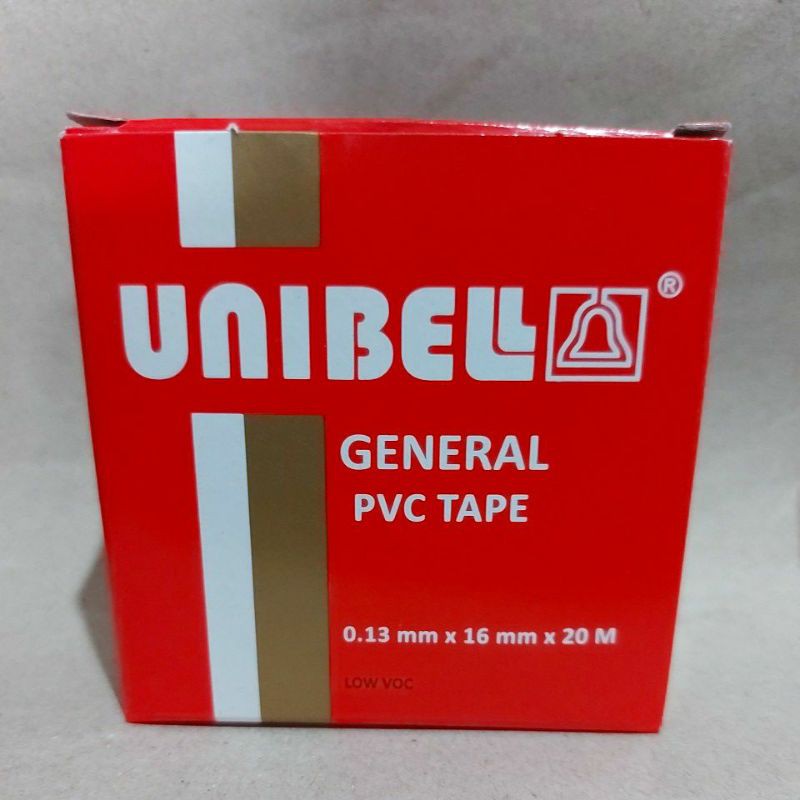 UNIBELL ®
GENERAL
PVC TAPE
0.13 mm x 16 mm x 20 M
LOW VOC